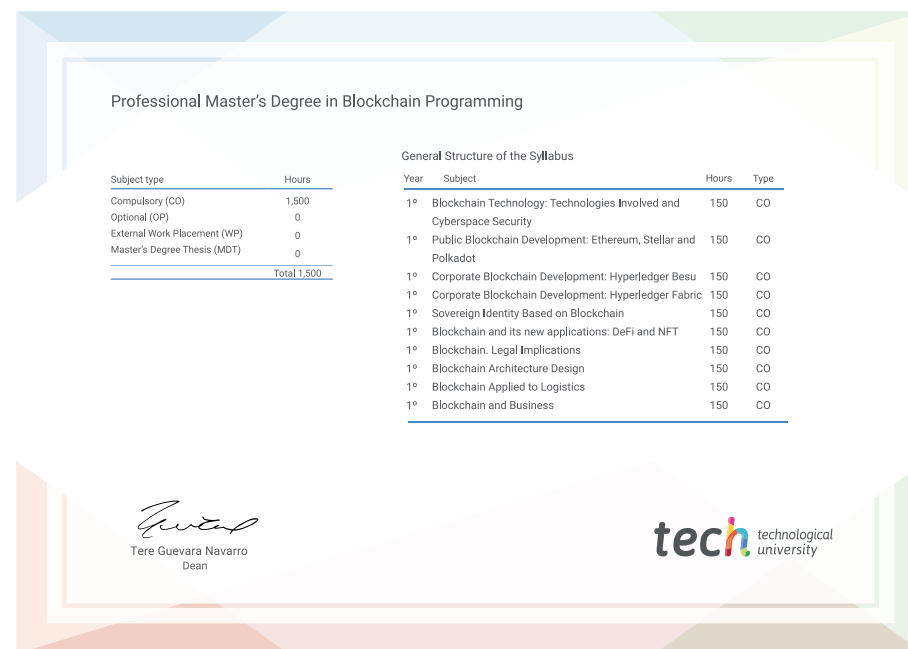 Professional Master's Degree in Blockchain Programming
General Structure of the Syllabus
Subject type Hours
Compulsory (CO) 1,500
Optional (OP) 0
External Work Placement (WP) 0
Master's Degree Thesis (MDT) 0
Total 1,500
Year Subject Hours Type
1º Blockchain Technology: Technologies Involved and 150 CO
Cyberspace Security
1º Public Blockchain Development: Ethereum, Stellar and 150 CO
Polkadot
1º Corporate Blockchain Development: Hyperledger Besu 150 CO
1º Corporate Blockchain Development: Hyperledger Fabric 150 CO
1º Sovereign Identity Based on Blockchain 150 CO
1º Blockchain and its new applications: DeFi and NFT 150 CO
1º Blockchain. Legal Implications 150 CO
1º Blockchain Architecture Design 150 CO
1º Blockchain Applied to Logistics 150 CO
1º Blockchain and Business 150 CO
Tere Guevara Navarro
Dean
tech technological
university